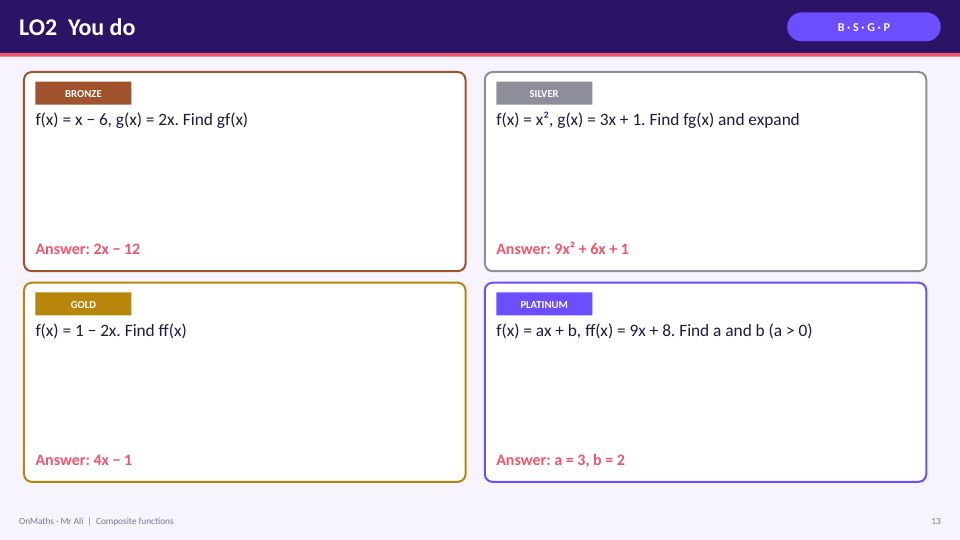 LO2  You do
B · S · G · P
BRONZE
f(x) = x − 6, g(x) = 2x. Find gf(x)
Answer: 2x − 12
SILVER
f(x) = x², g(x) = 3x + 1. Find fg(x) and expand
Answer: 9x² + 6x + 1
GOLD
f(x) = 1 − 2x. Find ff(x)
Answer: 4x − 1
PLATINUM
f(x) = ax + b, ff(x) = 9x + 8. Find a and b (a > 0)
Answer: a = 3, b = 2
OnMaths · Mr Ali  |  Composite functions
13